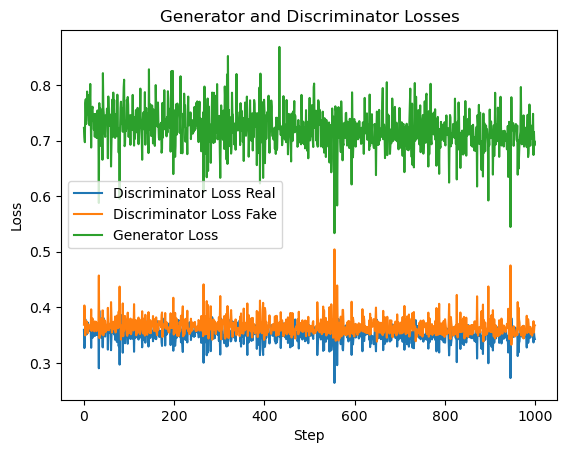 Generator and Discriminator Losses
0.8
0.7
0.6
0.5
0.4
0.3
Loss
Discriminator Loss Real
Discriminator Loss Fake
Generator Loss
0
200
400
600
800
1000
Step